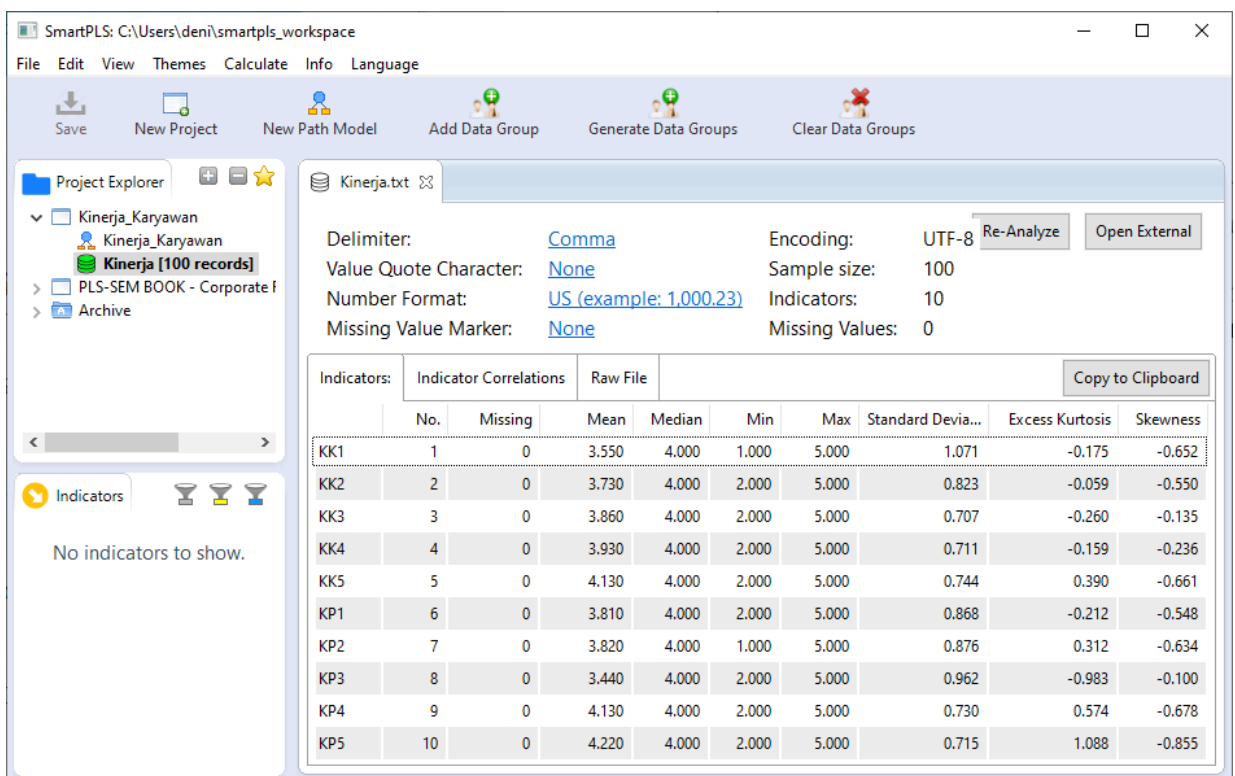 SmartPLS: C:\Users\deni\smartpls_workspace
File Edit View Themes Calculate Info Language
Save New Project New Path Model Add Data Group Generate Data Groups Clear Data Groups
Project Explorer
Kinerja_Karyawan
Kinerja_Karyawan
Kinerja [100 records]
PLS-SEM BOOK - Corporate
A Archive
Indicators
No indicators to show.
Kinerja.txt
Delimiter: Comma Encoding: UTF-8 Re-Analyze Open External
Value Quote Character: None Sample size: 100
Number Format: US (example: 1,000.23) Indicators: 10
Missing Value Marker: None Missing Values: 0
Indicators: Indicator Correlations Raw File Copy to Clipboard
No. Missing Mean Median Min Max Standard Devia... Excess Kurtosis Skewness
KK1 1 0 3.550 4.000 1.000 5.000 1.071 -0.175 -0.652
KK2 2 0 3.730 4.000 2.000 5.000 0.823 -0.059 -0.550
KK3 3 0 3.860 4.000 2.000 5.000 0.707 -0.260 -0.135
KK4 4 0 3.930 4.000 2.000 5.000 0.711 -0.159 -0.236
KK5 5 0 4.130 4.000 2.000 5.000 0.744 0.390 -0.661
KP1 6 0 3.810 4.000 2.000 5.000 0.868 -0.212 -0.548
KP2 7 0 3.820 4.000 1.000 5.000 0.876 0.312 -0.634
KP3 8 0 3.440 4.000 2.000 5.000 0.962 -0.983 -0.100
KP4 9 0 4.130 4.000 2.000 5.000 0.730 0.574 -0.678
KP5 10 0 4.220 4.000 2.000 5.000 0.715 1.088 -0.855